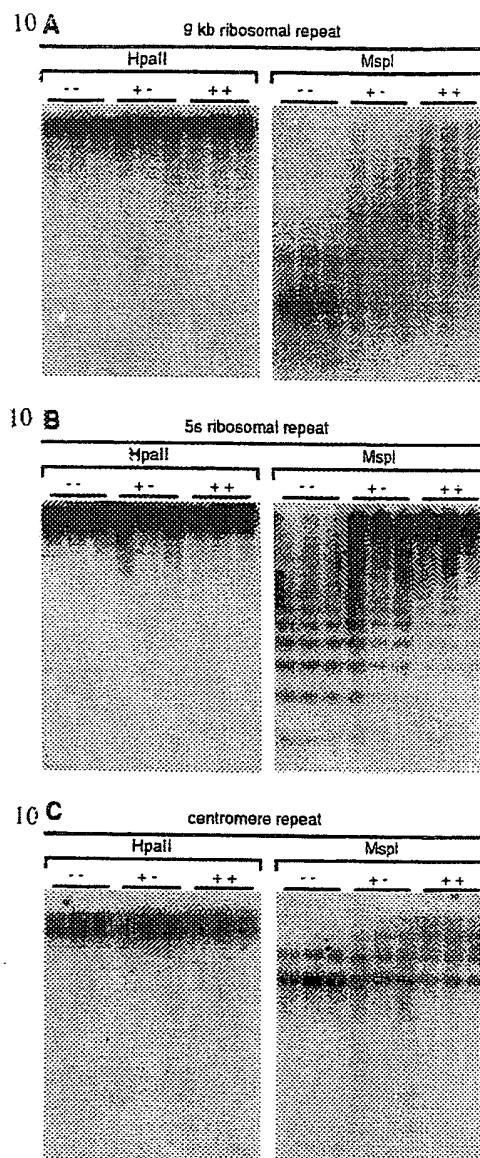 10 A
9 kb ribosomal repeat
HpaII MspI
-- +- ++ -- +- ++
10 B
5s ribosomal repeat
HpaII MspI
-- +- ++ -- +- ++
10 C
centromere repeat
HpaII MspI
-- +- ++ -- +- ++